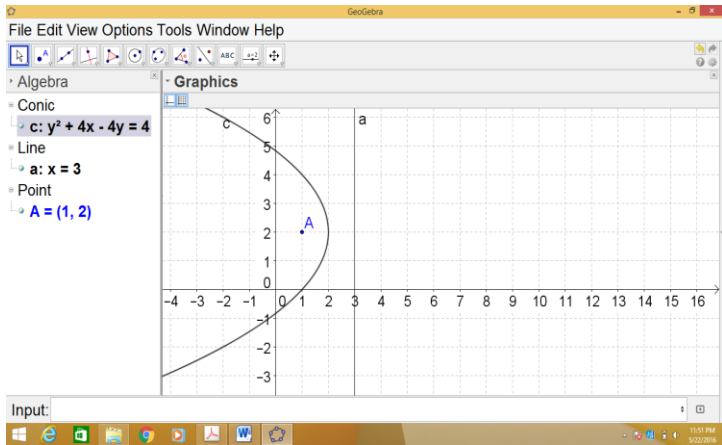 GeoGebra
File Edit View Options Tools Window Help
ABC
a=2
Algebra
Graphics
Conic
c: y² + 4x - 4y = 4
Line
a: x = 3
Point
A = (1, 2)
c
a
A
6
5
4
3
2
1
0
-4 -3 -2 -1 0 1 2 3 4 5 6 7 8 9 10 11 12 13 14 15 16
-1
-2
-3
Input:
11:51 PM
5/22/2016